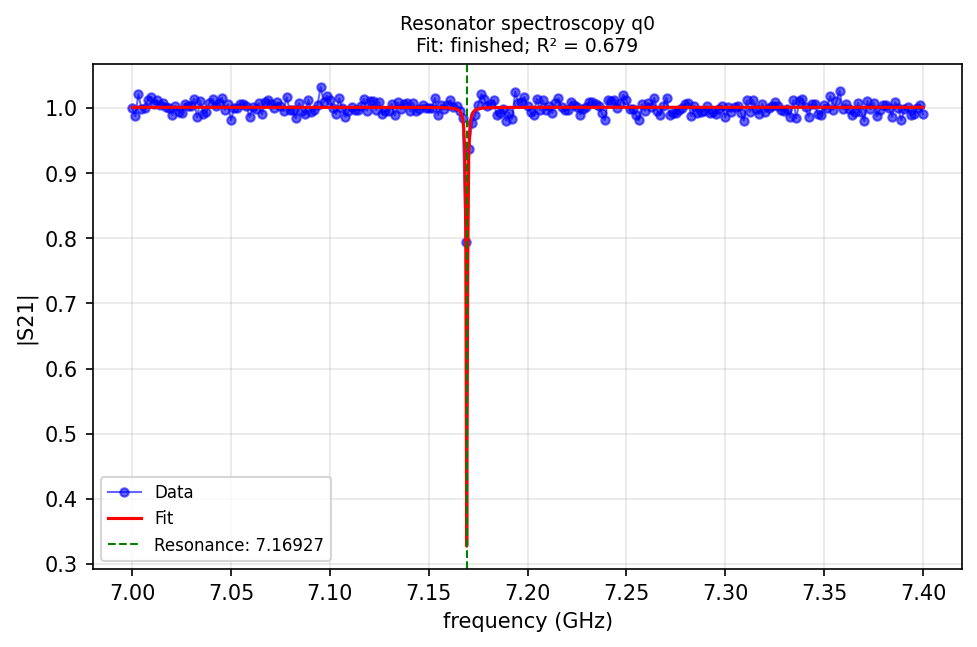 Resonator spectroscopy q0
Fit: finished; R² = 0.679
|S21|
1.0
0.9
0.8
0.7
0.6
0.5
0.4
0.3
Data
Fit
Resonance: 7.16927
7.00 7.05 7.10 7.15 7.20 7.25 7.30 7.35 7.40
frequency (GHz)